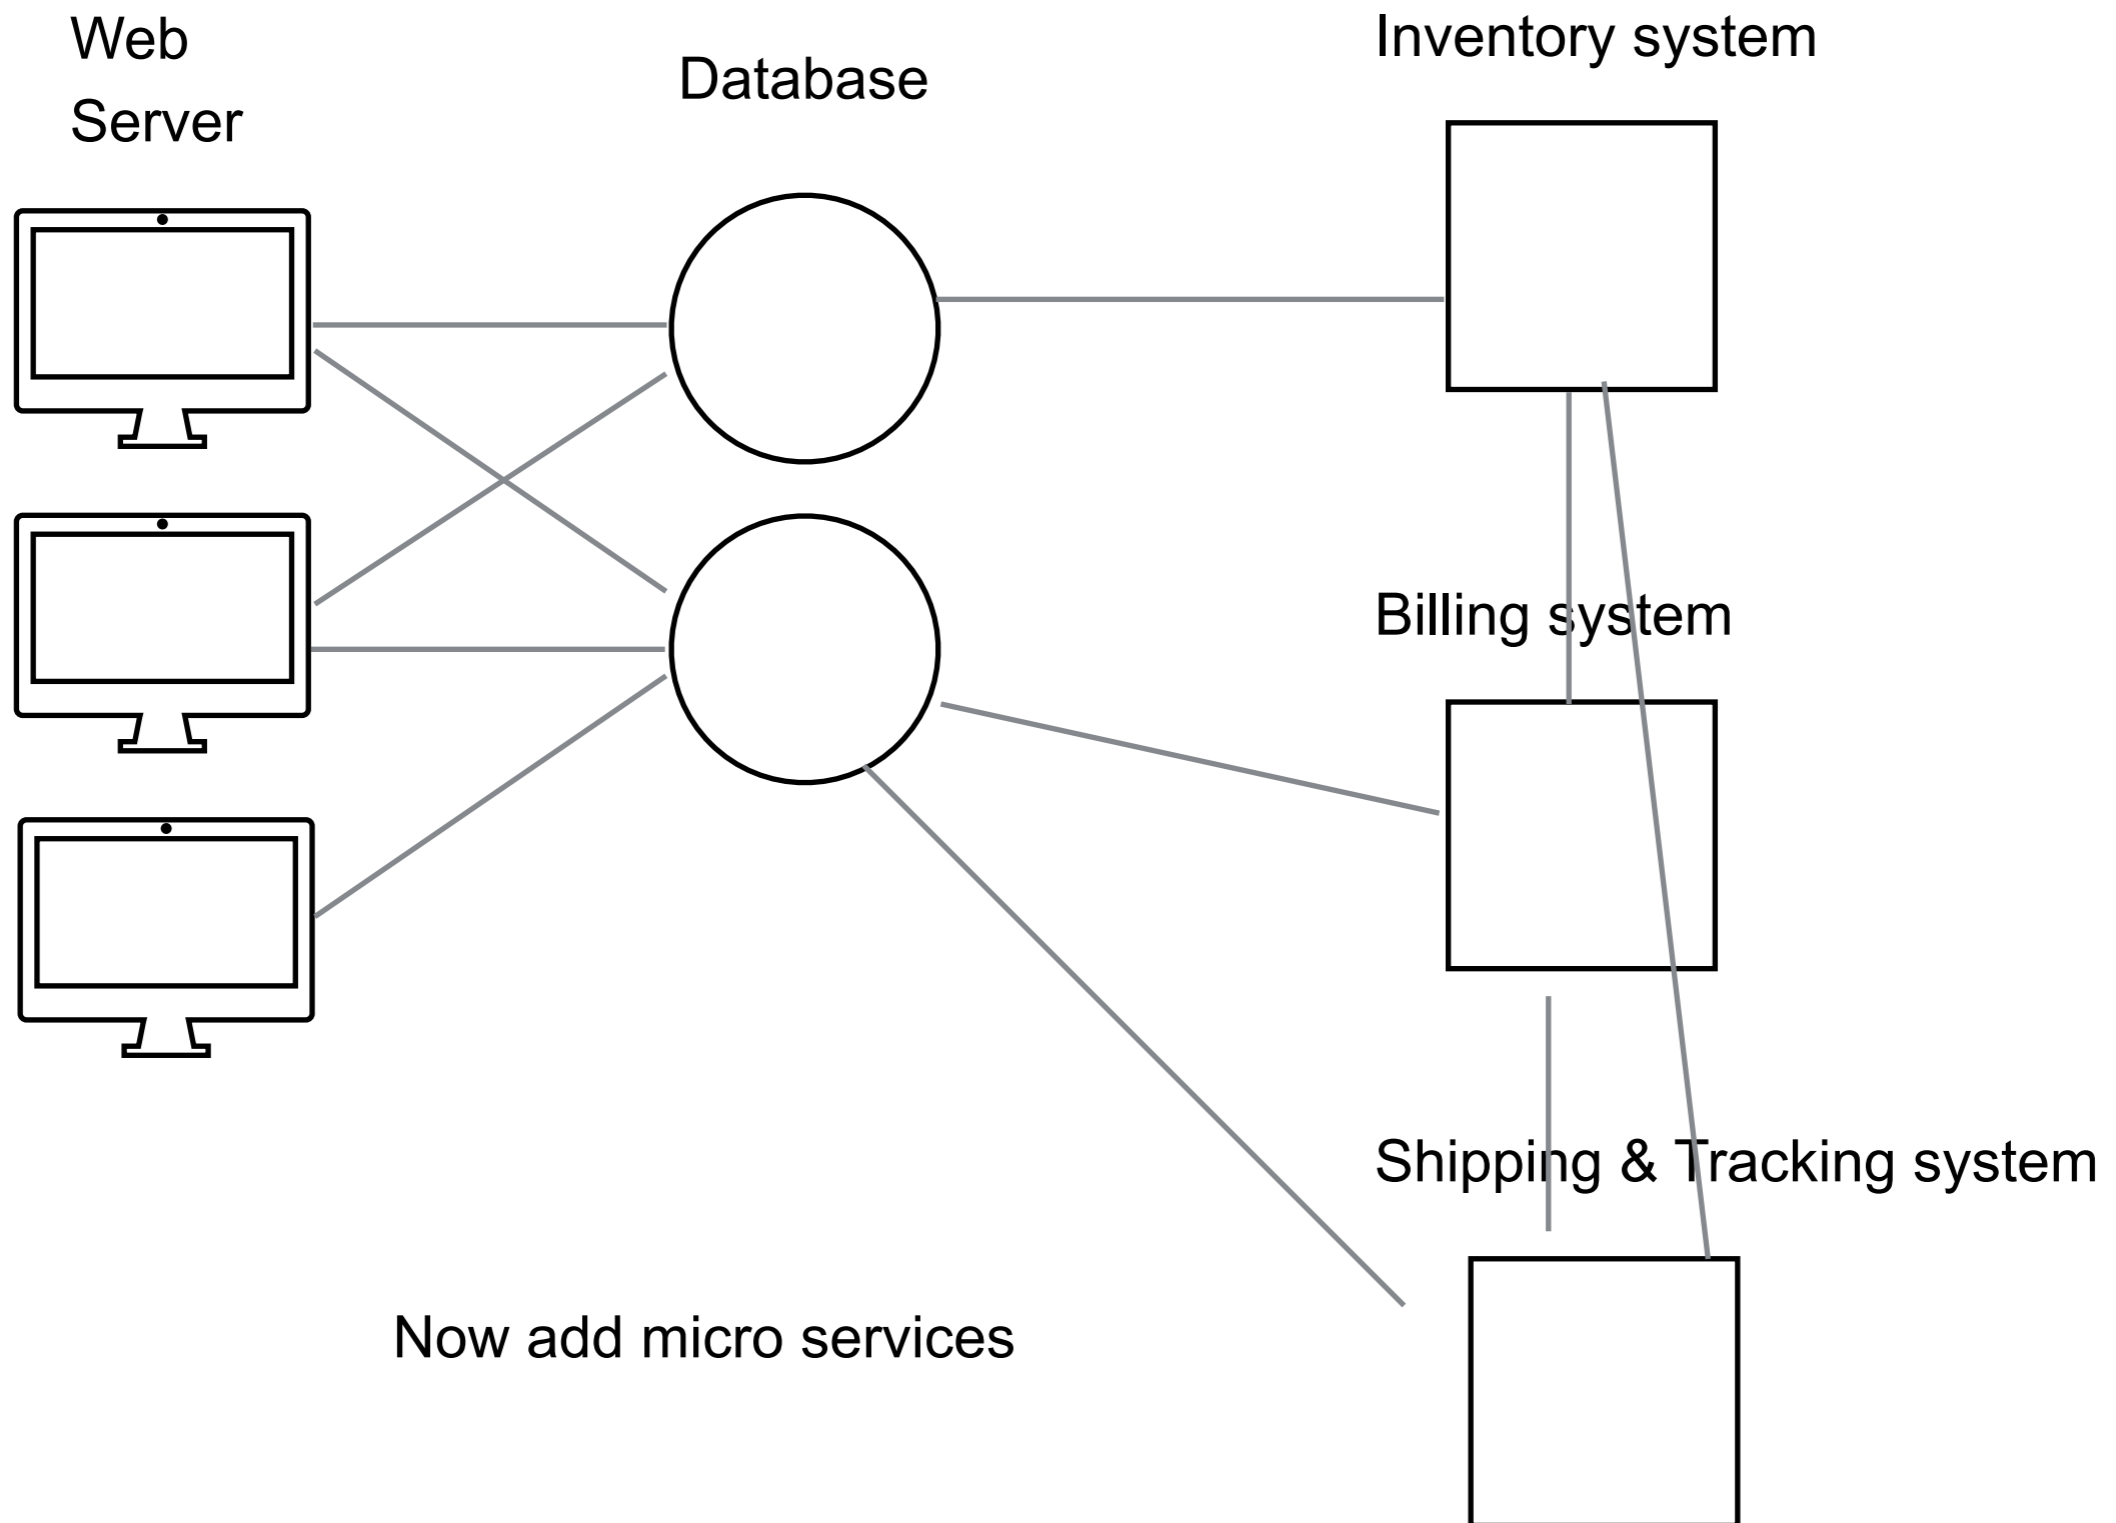 Web
Server
Database
Inventory system
Billing system
Shipping & Tracking system
Now add micro services